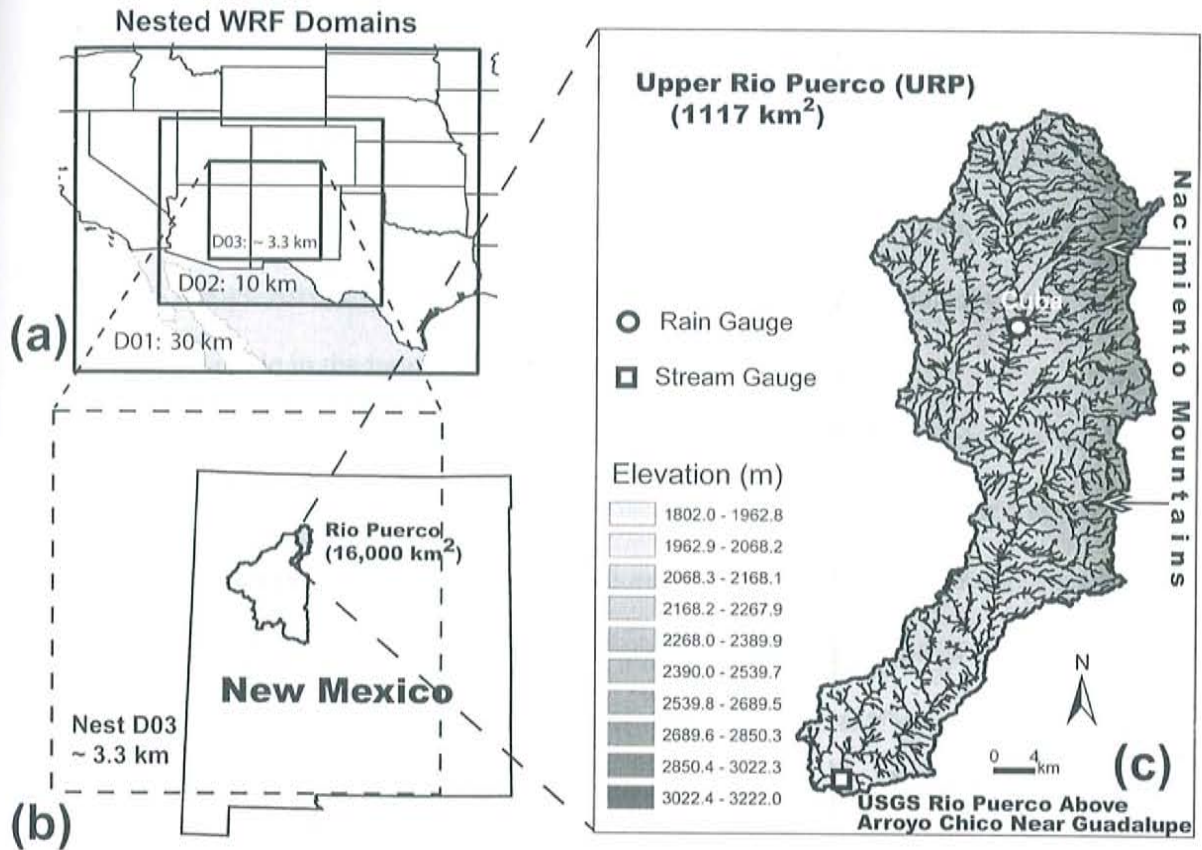 Nested WRF Domains
D03: ~ 3.3 km
D02: 10 km
D01: 30 km
(a)
Rio Puerco
(16,000 km²)
New Mexico
Nest D03
~ 3.3 km
(b)
Upper Rio Puerco (URP)
(1117 km²)
Nacimiento Mountains
Cuba
Rain Gauge
Stream Gauge
Elevation (m)
1802.0 - 1962.8
1962.9 - 2068.2
2068.3 - 2168.1
2168.2 - 2267.9
2268.0 - 2389.9
2390.0 - 2539.7
2539.8 - 2689.5
2689.6 - 2850.3
2850.4 - 3022.3
3022.4 - 3222.0
N
0 4
km
(c)
USGS Rio Puerco Above
Arroyo Chico Near Guadalupe